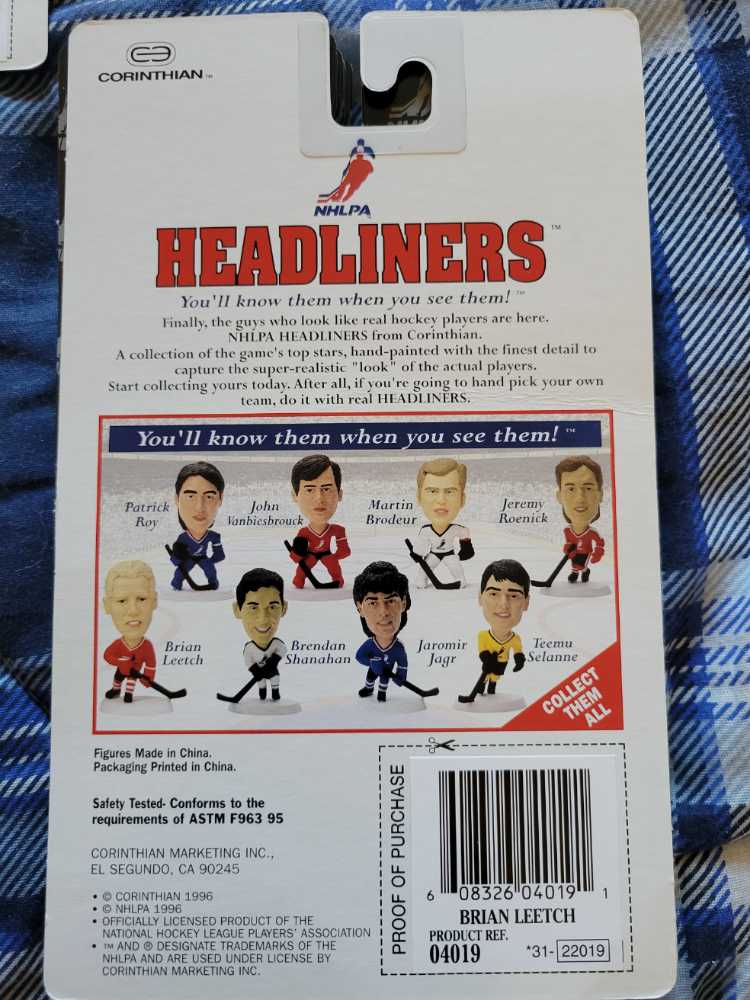 CORINTHIAN™
NHLPA
HEADLINERS™
You'll know them when you see them!™
Finally, the guys who look like real hockey players are here.
NHLPA HEADLINERS from Corinthian.
A collection of the game's top stars, hand-painted with the finest detail to
capture the super-realistic "look" of the actual players.
Start collecting yours today. After all, if you're going to hand pick your own
team, do it with real HEADLINERS.
You'll know them when you see them!™
Patrick
Roy
John
Vanbiesbrouck
Martin
Brodeur
Jeremy
Roenick
Brian
Leetch
Brendan
Shanahan
Jaromir
Jagr
Teemu
Selanne
COLLECT
THEM
ALL
Figures Made in China.
Packaging Printed in China.
Safety Tested- Conforms to the
requirements of ASTM F963 95
CORINTHIAN MARKETING INC.,
EL SEGUNDO, CA 90245
• © CORINTHIAN 1996
• © NHLPA 1996
• OFFICIALLY LICENSED PRODUCT OF THE
NATIONAL HOCKEY LEAGUE PLAYERS' ASSOCIATION
• ™ AND ® DESIGNATE TRADEMARKS OF THE
NHLPA AND ARE USED UNDER LICENSE BY
CORINTHIAN MARKETING INC.
PROOF OF PURCHASE
6 08326 04019 1
BRIAN LEETCH
PRODUCT REF.
04019 *31- 22019